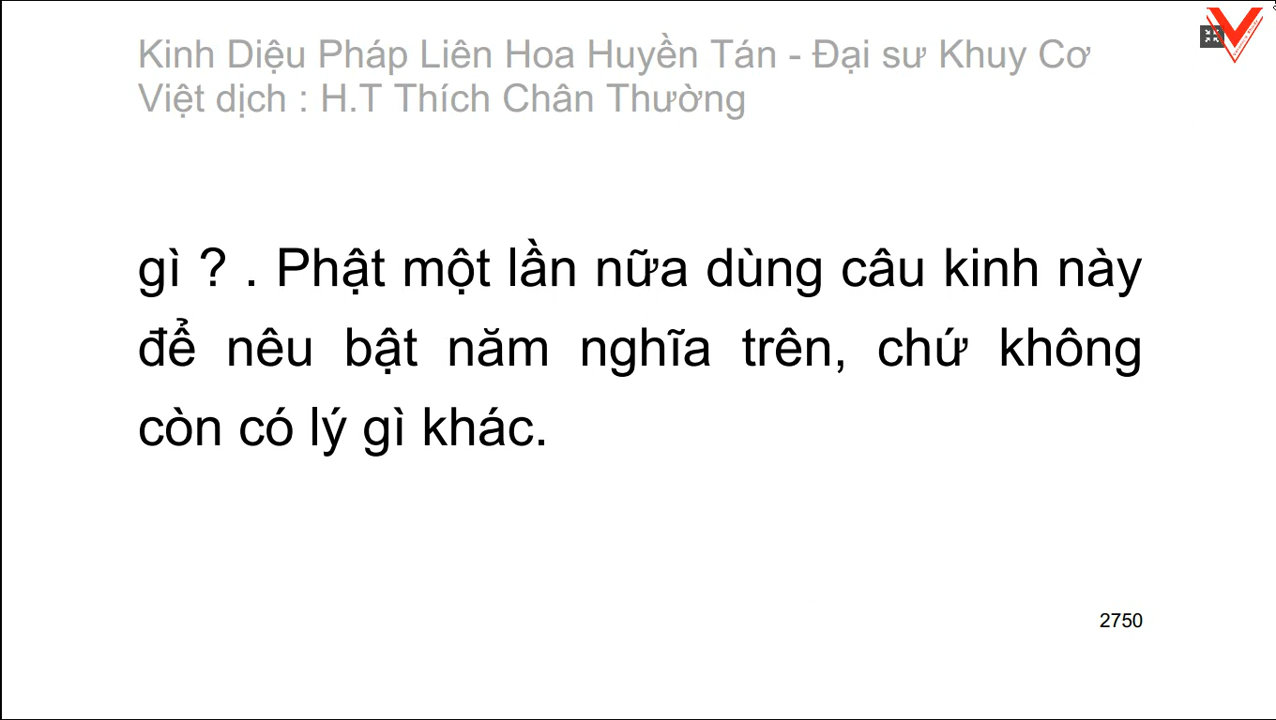 Kinh Diệu Pháp Liên Hoa Huyền Tán - Đại sư Khuy Cơ
Việt dịch : H.T Thích Chân Thường
gì ? . Phật một lần nữa dùng câu kinh này
để nêu bật năm nghĩa trên, chứ không
còn có lý gì khác.
2750